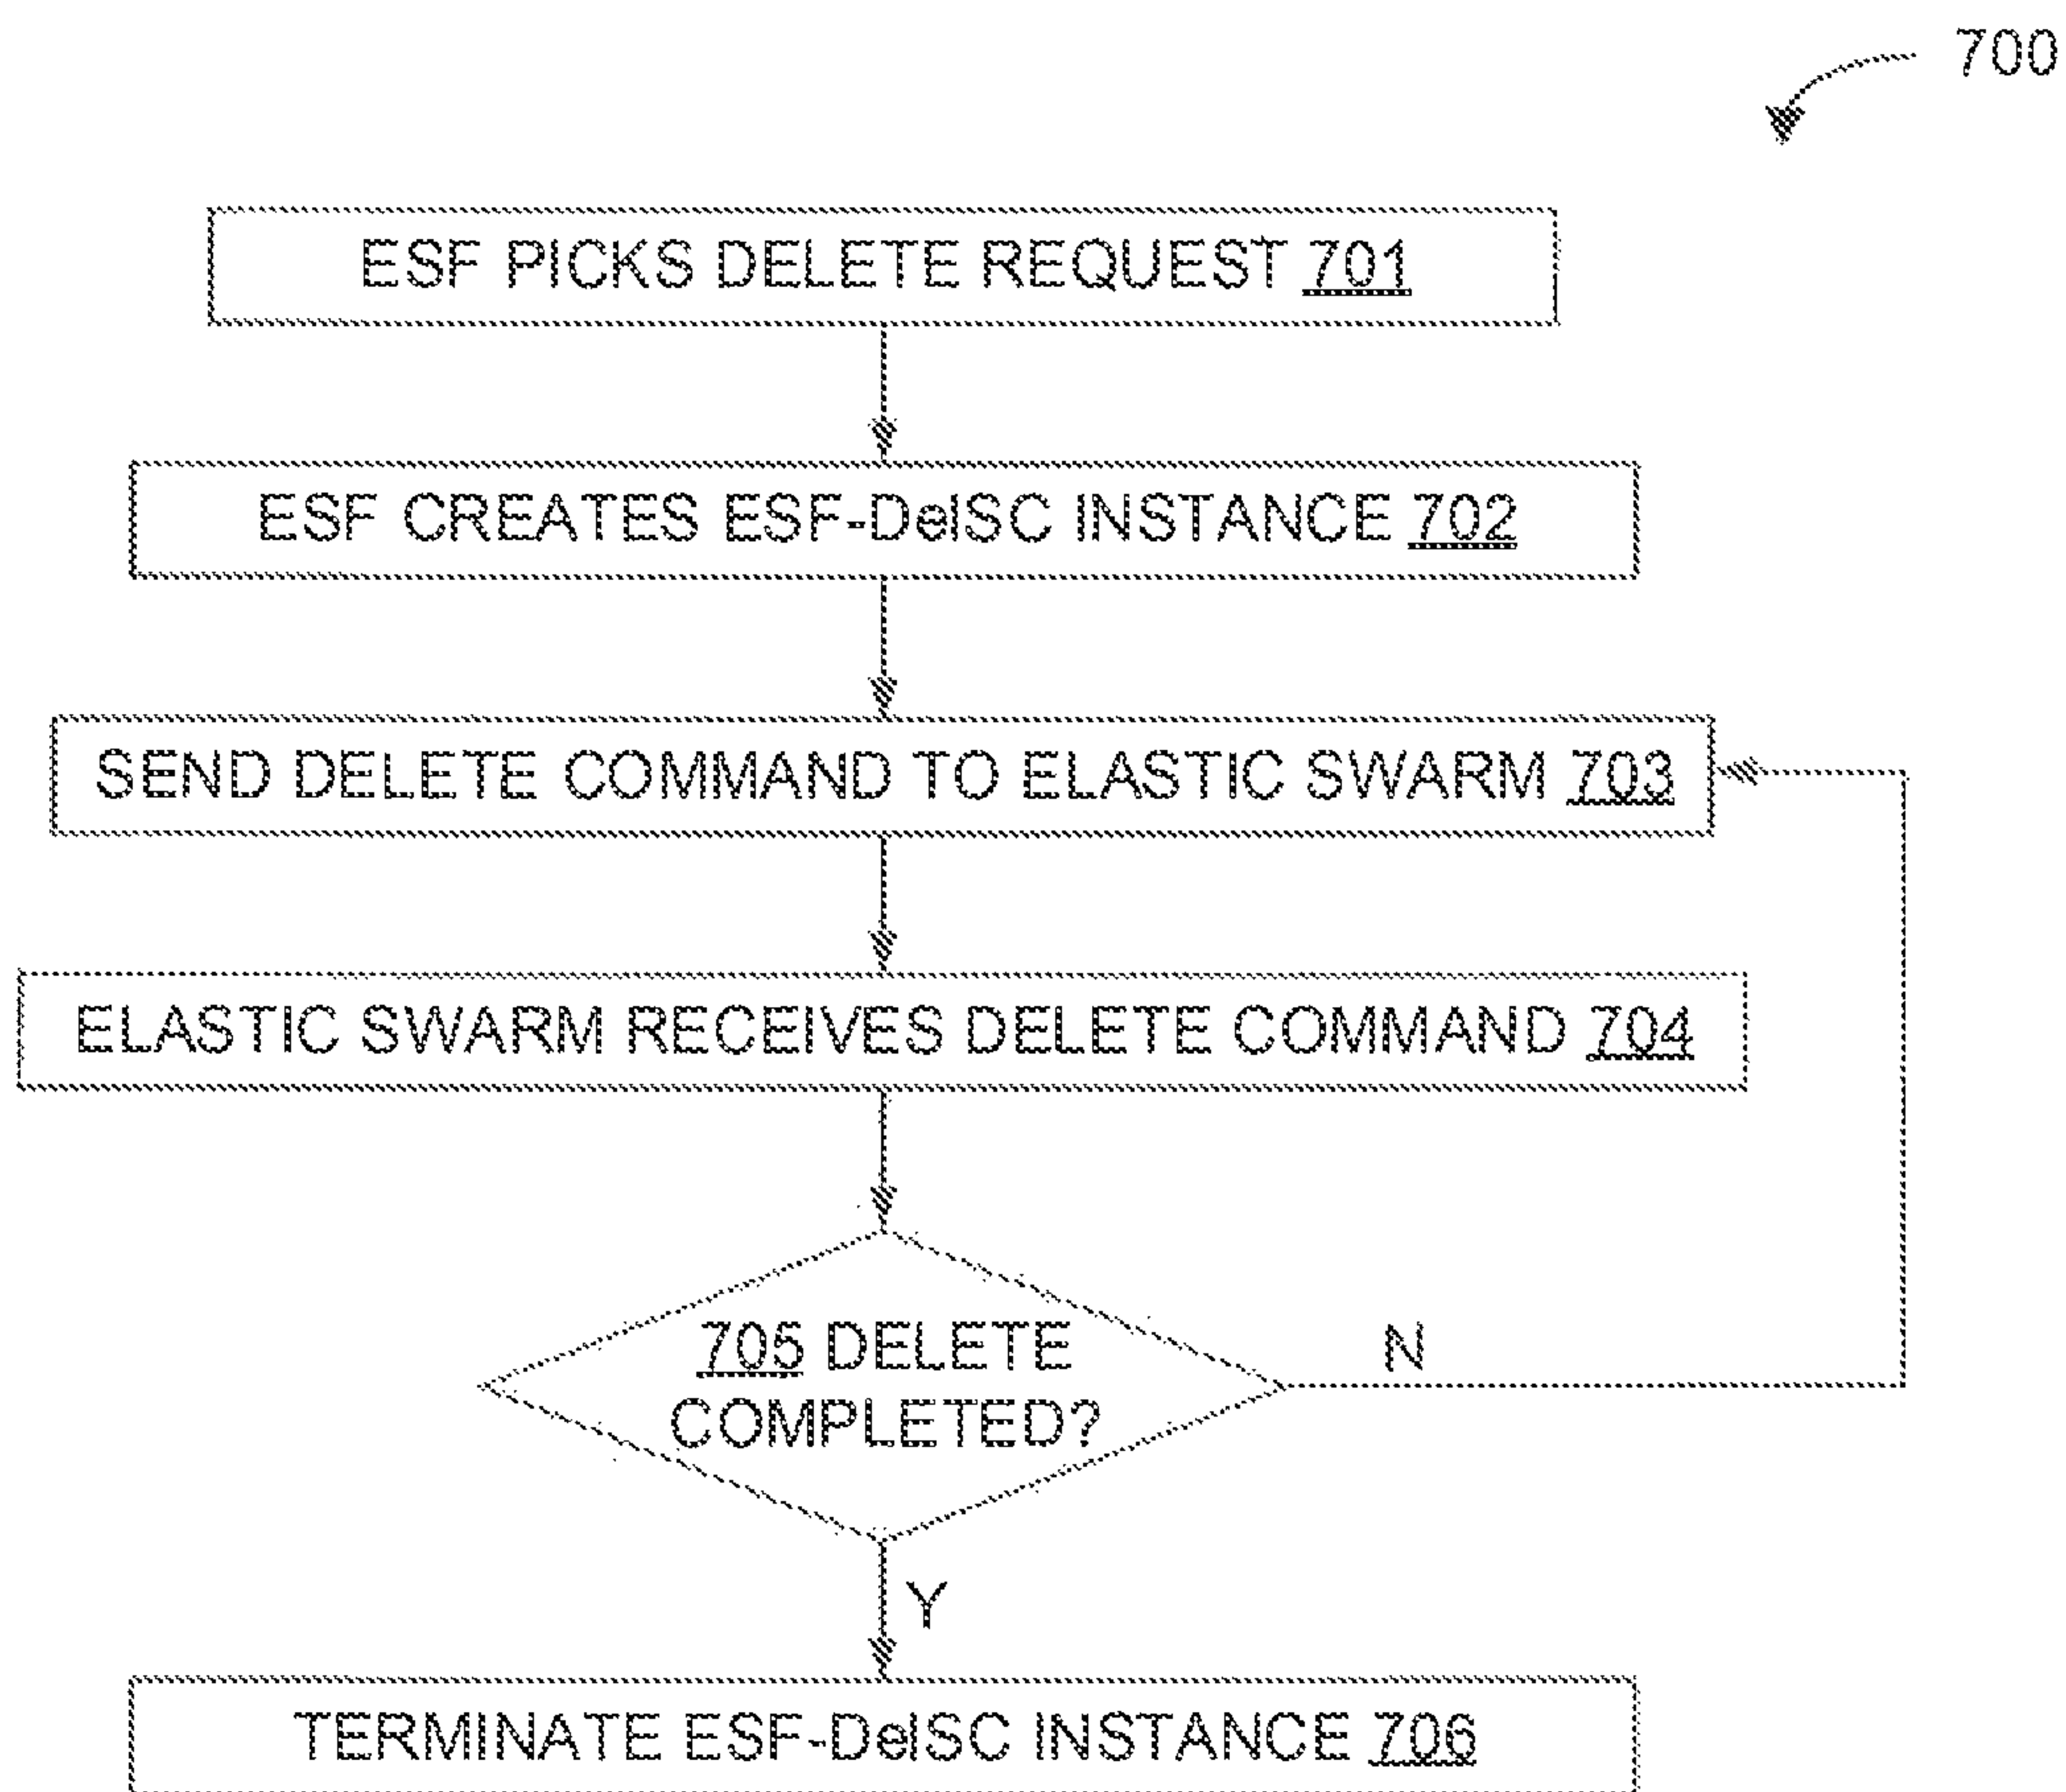 700
ESF PICKS DELETE REQUEST 701
ESF CREATES ESF-DelSC INSTANCE 702
SEND DELETE COMMAND TO ELASTIC SWARM 703
ELASTIC SWARM RECEIVES DELETE COMMAND 704
705 DELETE
COMPLETED?
N
Y
TERMINATE ESF-DelSC INSTANCE 706